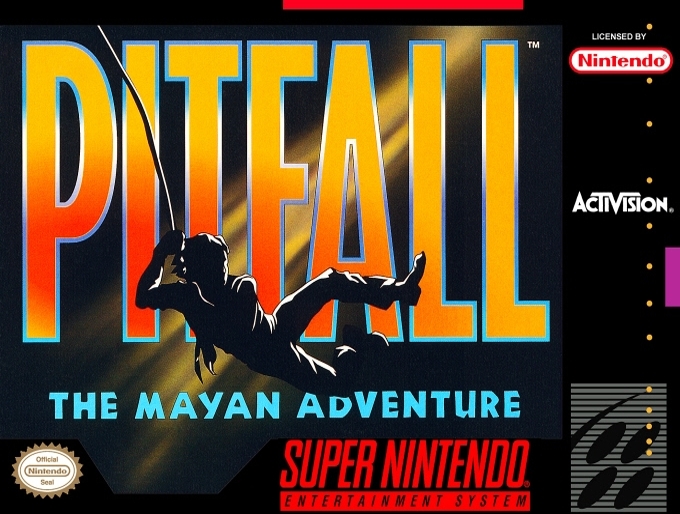 PITFALL™
THE MAYAN ADVENTURE
LICENSED BY
Nintendo®
ACTIVISION®
Official
Nintendo
Seal
SUPER NINTENDO®
ENTERTAINMENT SYSTEM